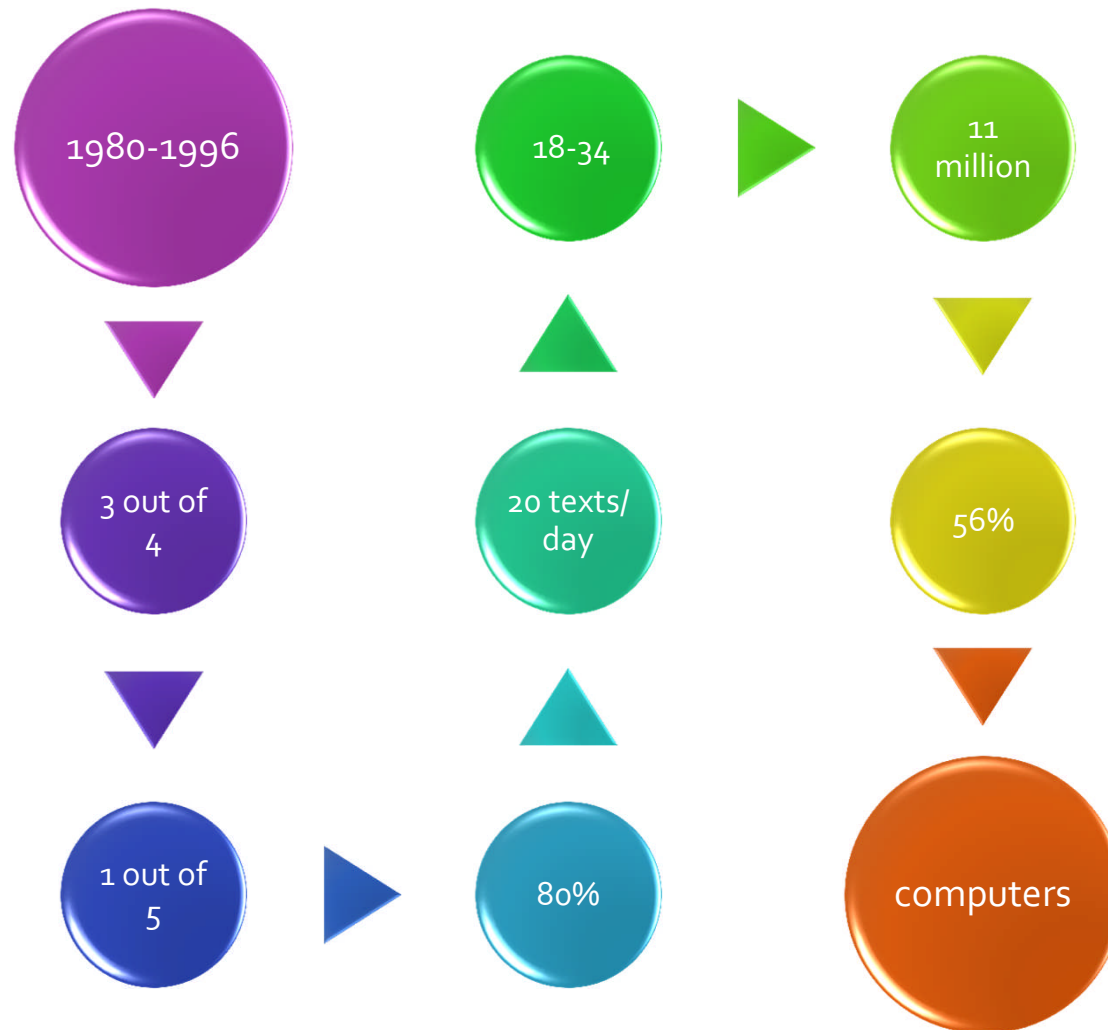 1980-1996
3 out of
4
1 out of
5
80%
20 texts/
day
18-34
11
million
56%
computers